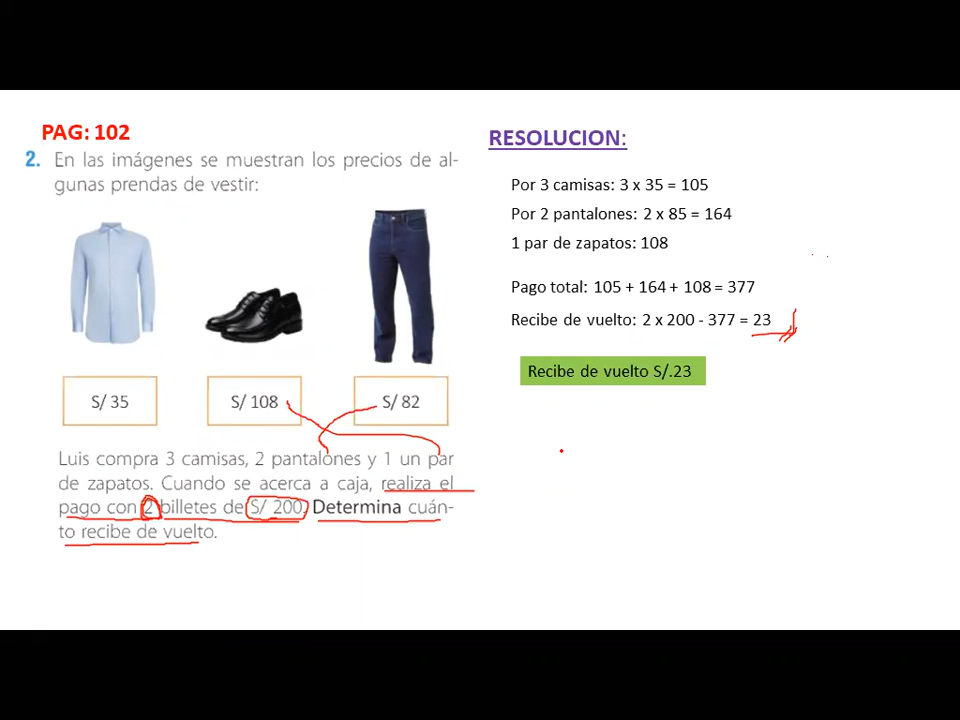 PAG: 102
2. En las imágenes se muestran los precios de al-
gunas prendas de vestir:
S/ 35
S/ 108
S/ 82
Luis compra 3 camisas, 2 pantalones y 1 un par
de zapatos. Cuando se acerca a caja, realiza el
pago con 2 billetes de S/ 200. Determina cuán-
to recibe de vuelto.
RESOLUCION:
Por 3 camisas: 3 x 35 = 105
Por 2 pantalones: 2 x 85 = 164
1 par de zapatos: 108
Pago total: 105 + 164 + 108 = 377
Recibe de vuelto: 2 x 200 - 377 = 23
Recibe de vuelto S/.23